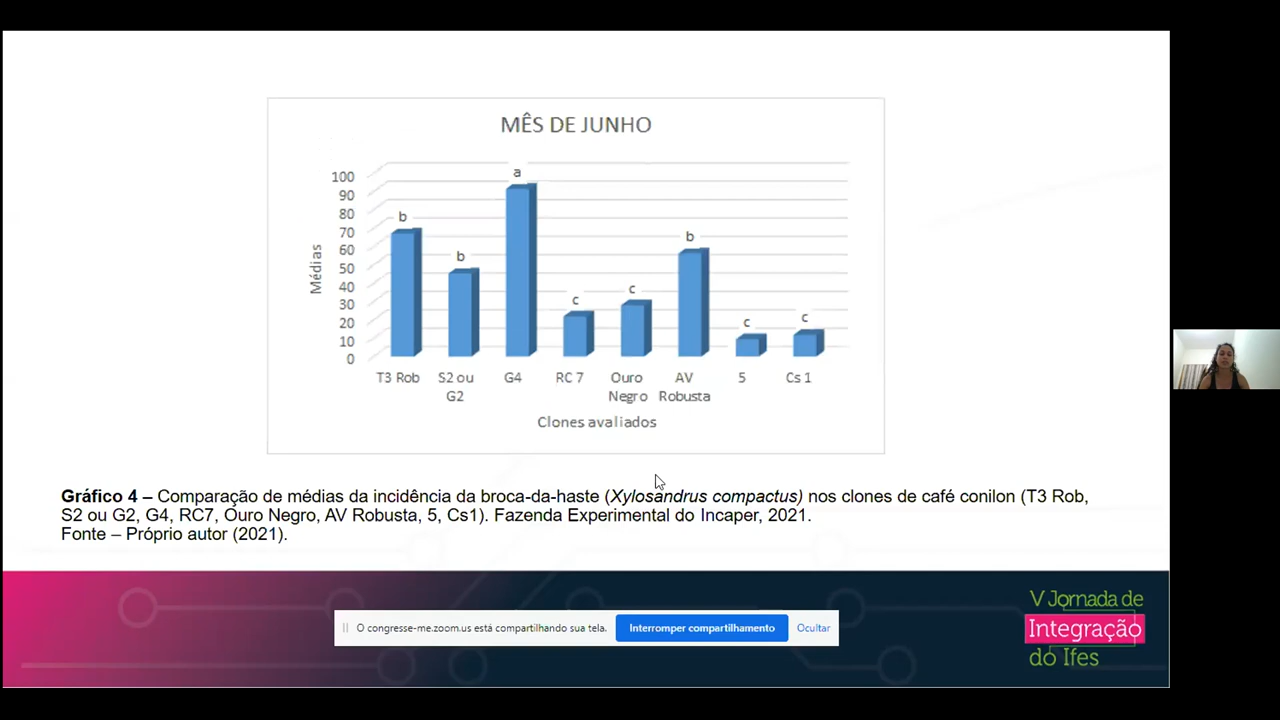 MÊS DE JUNHO
100
90
80
70
60
50
40
30
20
10
0
Médias
b
b
a
c
c
b
c
c
T3 Rob
S2 ou
G2
G4
RC 7
Ouro
Negro
AV
Robusta
5
Cs 1
Clones avaliados
Gráfico 4 – Comparação de médias da incidência da broca-da-haste (Xylosandrus compactus) nos clones de café conilon (T3 Rob,
S2 ou G2, G4, RC7, Ouro Negro, AV Robusta, 5, Cs1). Fazenda Experimental do Incaper, 2021.
Fonte – Próprio autor (2021).
O congresse-me.zoom.us está compartilhando sua tela. Interromper compartilhamento Ocultar
V Jornada de
Integração
do Ifes